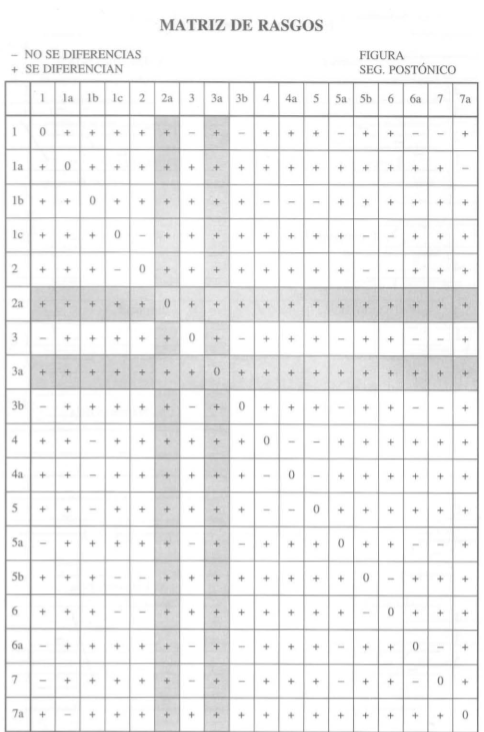 MATRIZ DE RASGOS
– NO SE DIFERENCIAS
+ SE DIFERENCIAN
FIGURA
SEG. POSTÓNICO
1 1a 1b 1c 2 2a 3 3a 3b 4 4a 5 5a 5b 6 6a 7 7a
1 0 + + + + + – + – + + + – + + – – +
1a + 0 + + + + + + + + + + + + + + + –
1b + + 0 + + + + + + – – – + + + + + +
1c + + + 0 – + + + + + + + + – – + + +
2 + + + – 0 + + + + + + + + – – + + +
2a + + + + + 0 + + + + + + + + + + + +
3 – + + + + + 0 + – + + + – + + – – +
3a + + + + + + + 0 + + + + + + + + + +
3b – + + + + + – + 0 + + + – + + – – +
4 + + – + + + + + + 0 – – + + + + + +
4a + + – + + + + + + – 0 – + + + + + +
5 + + – + + + + + + – – 0 + + + + + +
5a – + + + + + – + – + + + 0 + + – – +
5b + + + – – + + + + + + + + 0 – + + +
6 + + + – – + + + + + + + + – 0 + + +
6a – + + + + + – + – + + + – + + 0 – +
7 – + + + + + – + – + + + – + + – 0 +
7a + – + + + + + + + + + + + + + + + 0